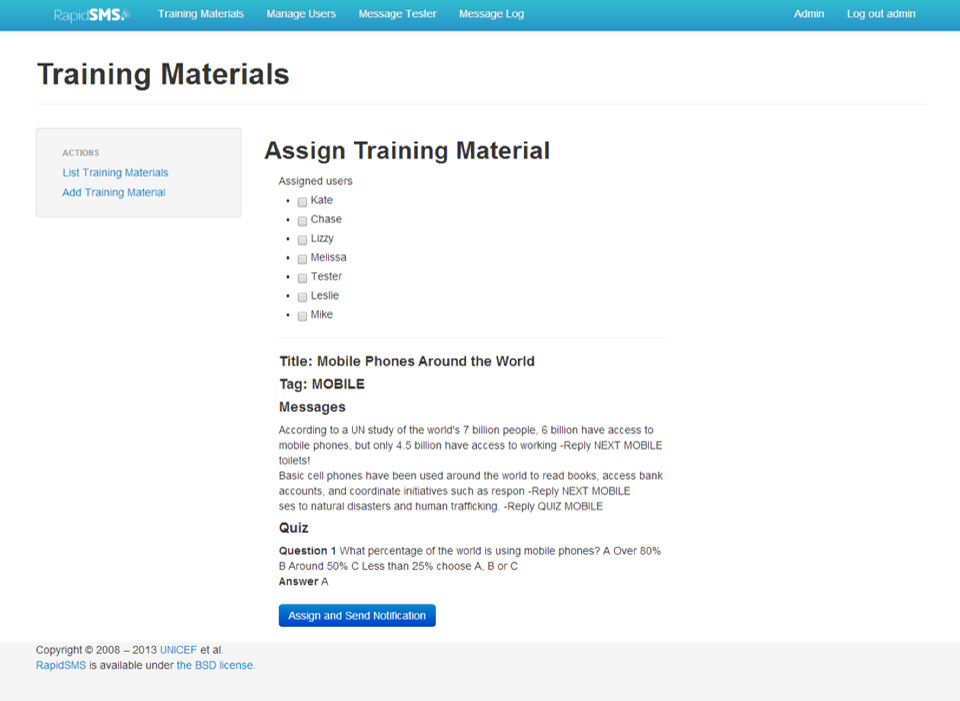 RapidSMS Training Materials Manage Users Message Tester Message Log Admin Log out admin
Training Materials
ACTIONS
List Training Materials
Add Training Material
Assign Training Material
Assigned users
Kate
Chase
Lizzy
Melissa
Tester
Leslie
Mike
Title: Mobile Phones Around the World
Tag: MOBILE
Messages
According to a UN study of the world's 7 billion people, 6 billion have access to
mobile phones, but only 4.5 billion have access to working -Reply NEXT MOBILE
toilets!
Basic cell phones have been used around the world to read books, access bank
accounts, and coordinate initiatives such as respon -Reply NEXT MOBILE
ses to natural disasters and human trafficking. -Reply QUIZ MOBILE
Quiz
Question 1 What percentage of the world is using mobile phones? A Over 80%
B Around 50% C Less than 25% choose A, B or C
Answer A
Assign and Send Notification
Copyright © 2008 – 2013 UNICEF et al.
RapidSMS is available under the BSD license.